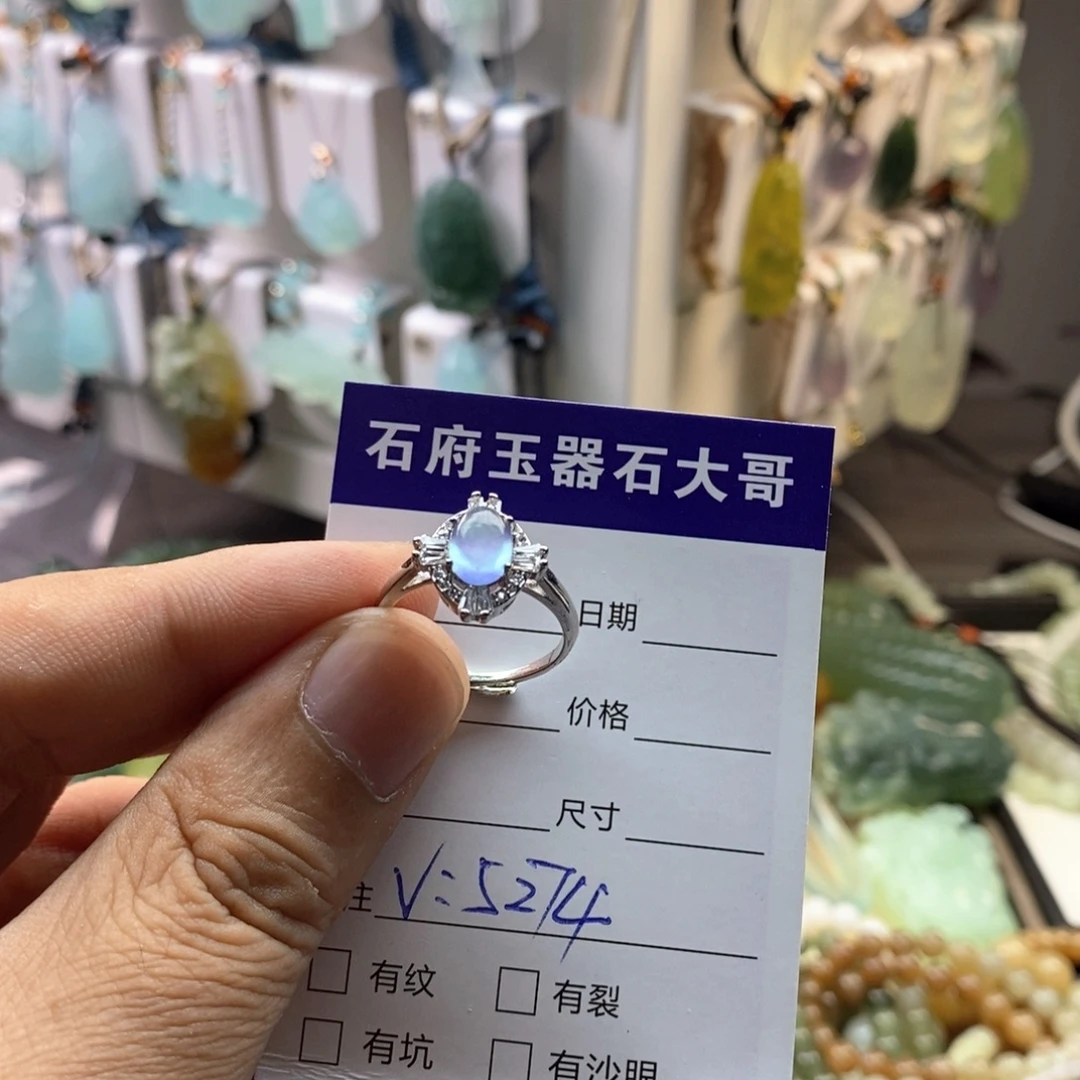 石府玉器石大哥
日期
价格
尺寸
注 V:5274
有纹 有裂
有坑 有沙眼